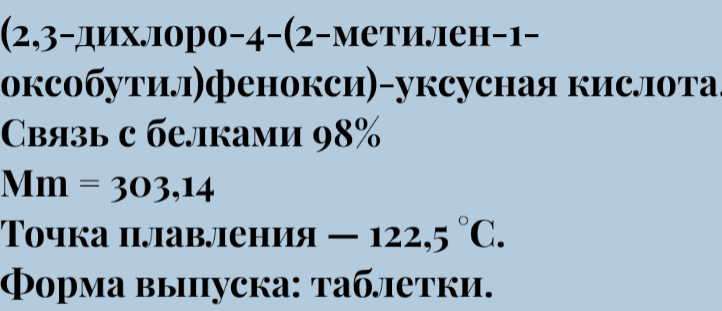 (2,3-дихлоро-4-(2-метилен-1-
оксобутил)фенокси)-уксусная кислота.
Связь с белками 98%
Mm = 303,14
Точка плавления — 122,5 °С.
Форма выпуска: таблетки.